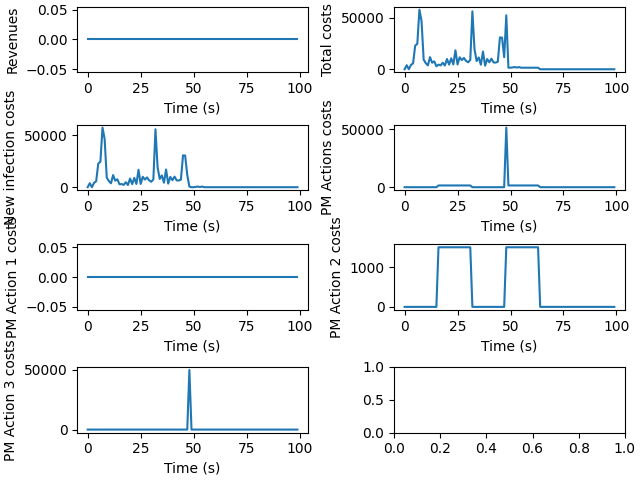 Revenues
0.05
0.00
−0.05
0 25 50 75 100
Time (s)
Total costs
50000
0
0 25 50 75 100
Time (s)
New infection costs
50000
0
0 25 50 75 100
Time (s)
PM Actions costs
50000
0
0 25 50 75 100
Time (s)
PM Action 1 costs
0.05
0.00
−0.05
0 25 50 75 100
Time (s)
PM Action 2 costs
1000
0
0 25 50 75 100
Time (s)
PM Action 3 costs
50000
0
0 25 50 75 100
Time (s)
1.0
0.5
0.0
0.0 0.2 0.4 0.6 0.8 1.0